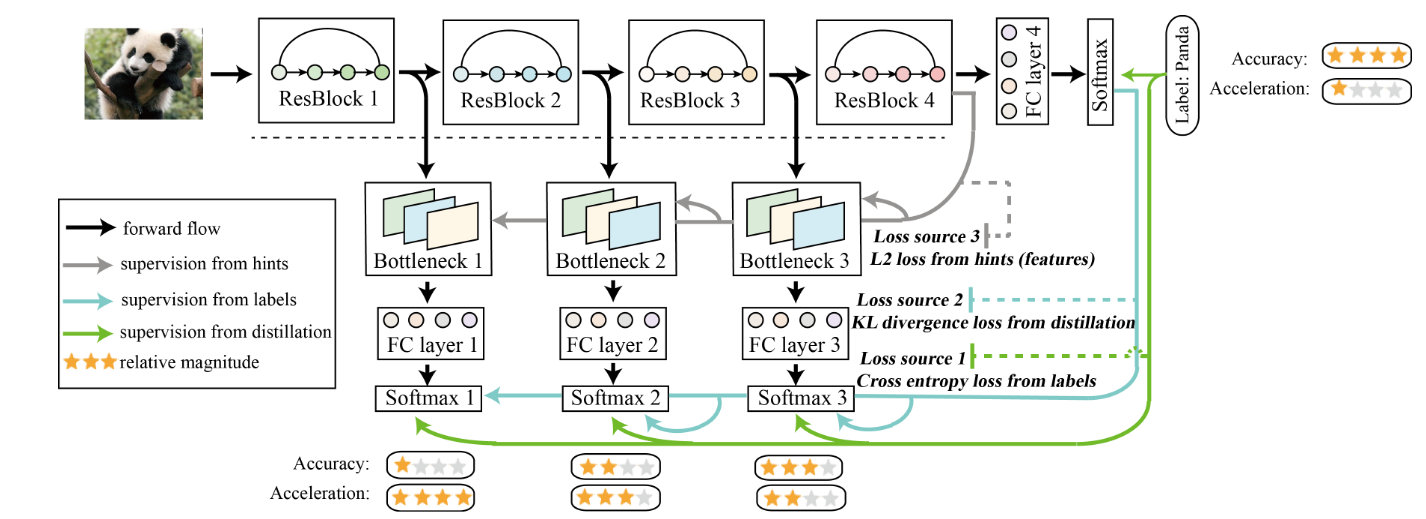 ResBlock 1
ResBlock 2
ResBlock 3
ResBlock 4
FC layer 4
Softmax
Label: Panda
Accuracy:
Acceleration:
Bottleneck 1
Bottleneck 2
Bottleneck 3
forward flow
supervision from hints
supervision from labels
supervision from distillation
relative magnitude
Loss source 3
L2 loss from hints (features)
Loss source 2
KL divergence loss from distillation
Loss source 1
Cross entropy loss from labels
FC layer 1
FC layer 2
FC layer 3
Softmax 1
Softmax 2
Softmax 3
Accuracy:
Acceleration: